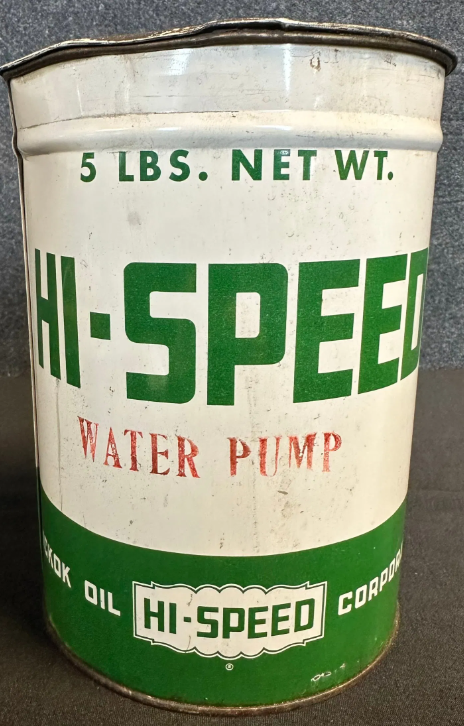 5 LBS. NET WT.
HI-SPEED
WATER PUMP
OIL HI-SPEED
®